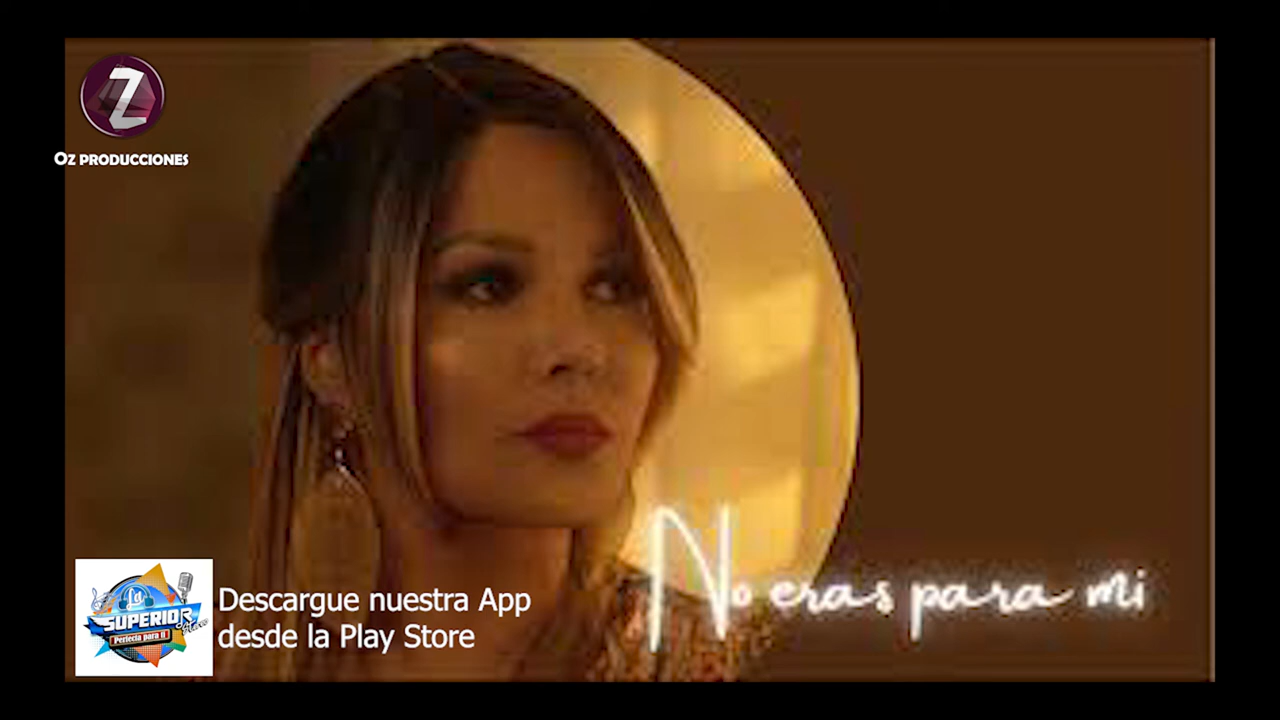 Z
OZ PRODUCCIONES
No eras para mi
La
SUPERIOR
Perfecta para ti
Descargue nuestra App
desde la Play Store